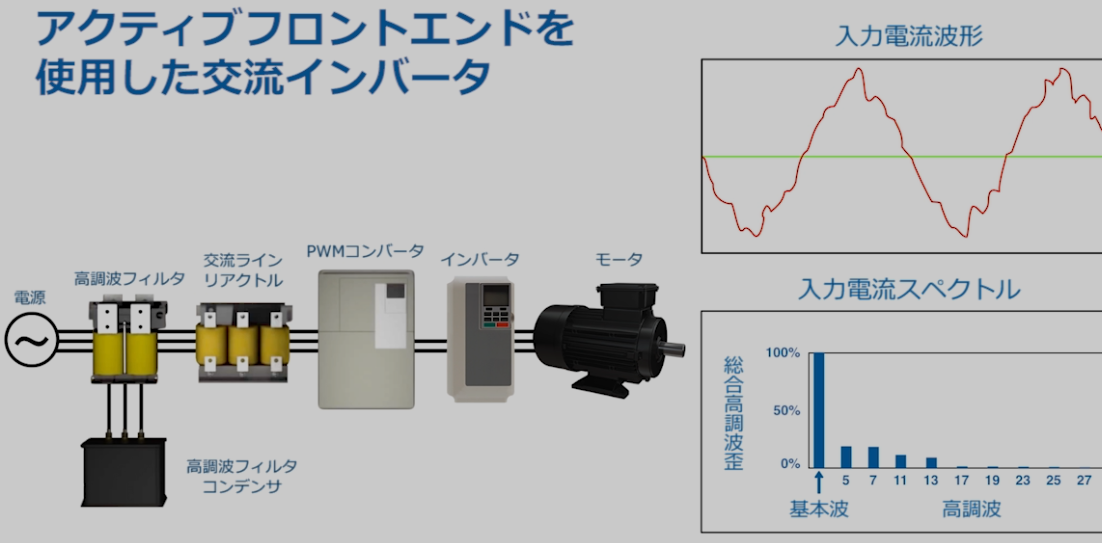 アクティブフロントエンドを
使用した交流インバータ
入力電流波形
電源
高調波フィルタ
交流ライン
リアクトル
PWMコンバータ
インバータ
モータ
高調波フィルタ
コンデンサ
入力電流スペクトル
総合高調波歪
100%
50%
0%
5 7 11 13 17 19 23 25 27
基本波
高調波